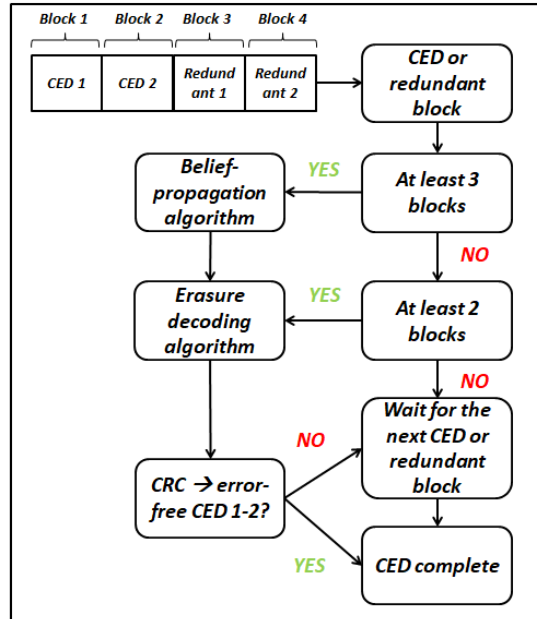 Block 1 Block 2 Block 3 Block 4
CED 1 CED 2 Redund
ant 1 Redund
ant 2
CED or
redundant
block
At least 3
blocks
YES
Belief-
propagation
algorithm
NO
At least 2
blocks
YES
Erasure
decoding
algorithm
NO
Wait for the
next CED or
redundant
block
NO
CRC → error-
free CED 1-2?
YES
CED complete